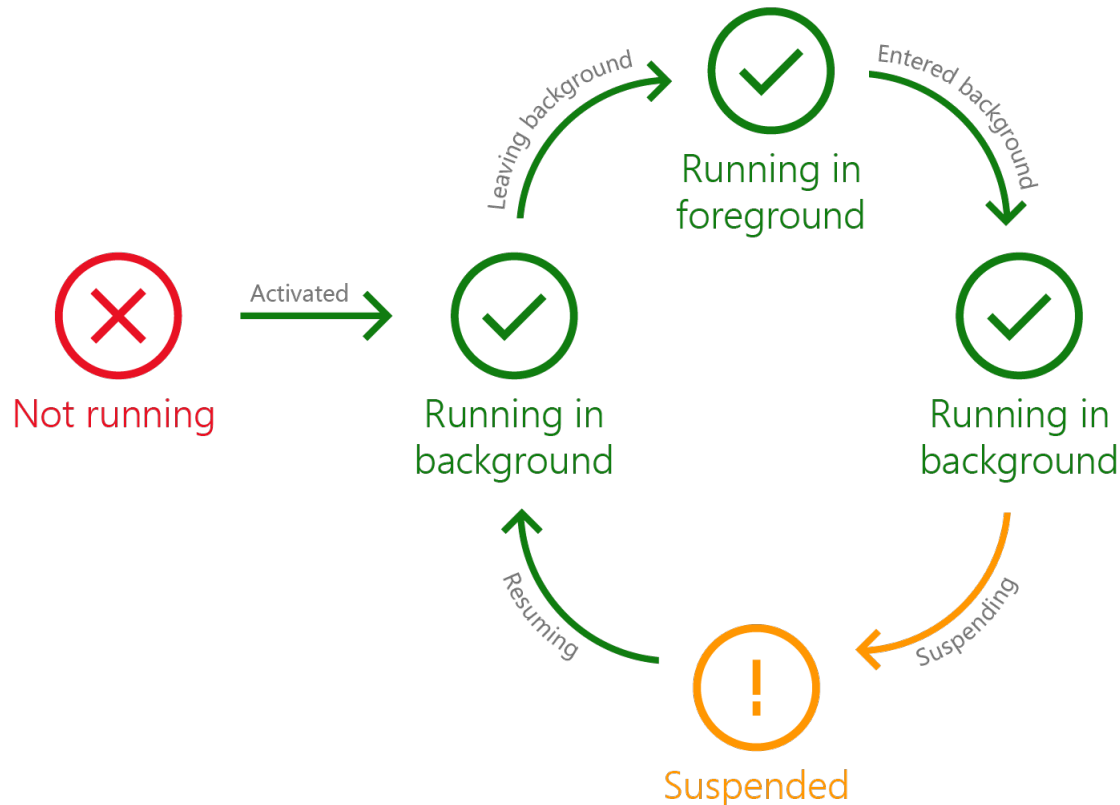 Leaving background
Entered background
Running in
foreground
Activated
Not running
Running in
background
Running in
background
Resuming
Suspending
Suspended